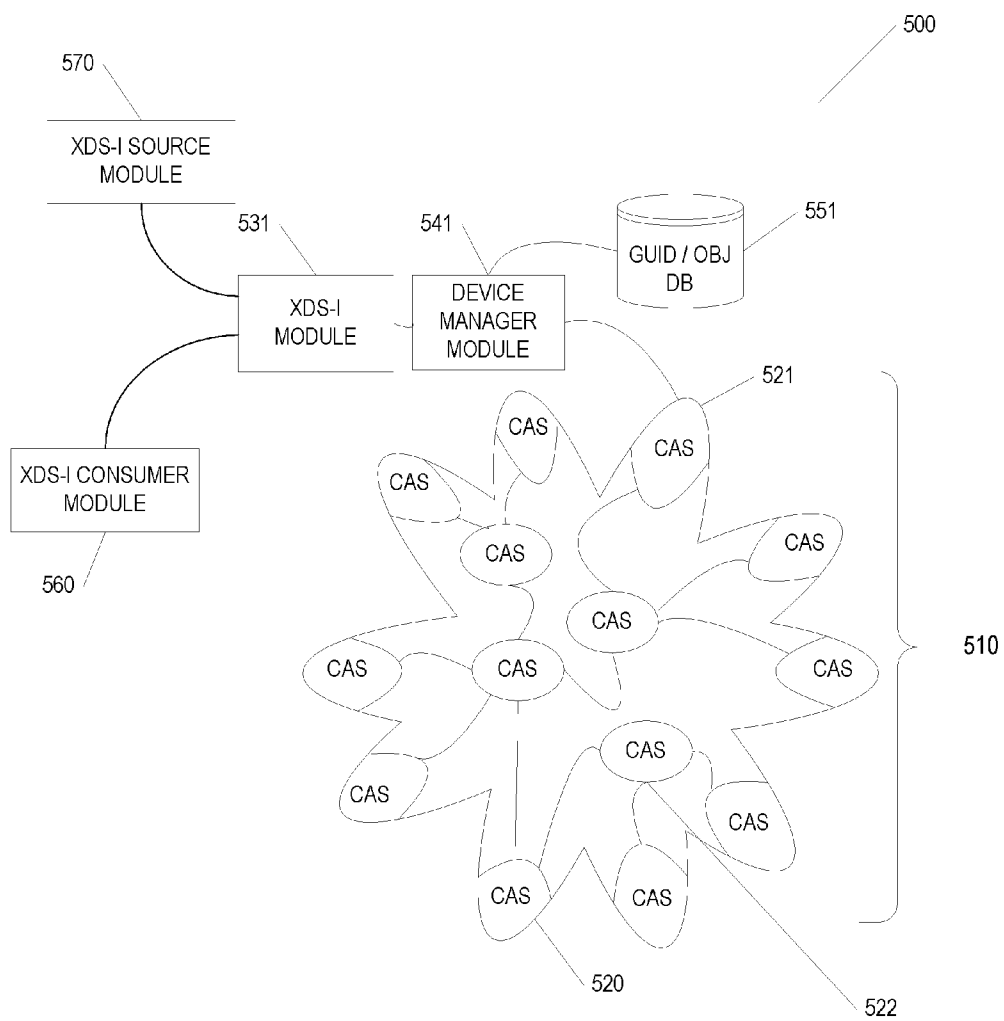 500
570
XDS-I SOURCE
MODULE
531
541
551
XDS-I
MODULE
DEVICE
MANAGER
MODULE
GUID / OBJ
DB
521
CAS
CAS
XDS-I CONSUMER
MODULE
CAS
CAS
CAS
560
CAS
510
CAS
CAS
CAS
CAS
CAS
CAS
CAS
CAS
520
522